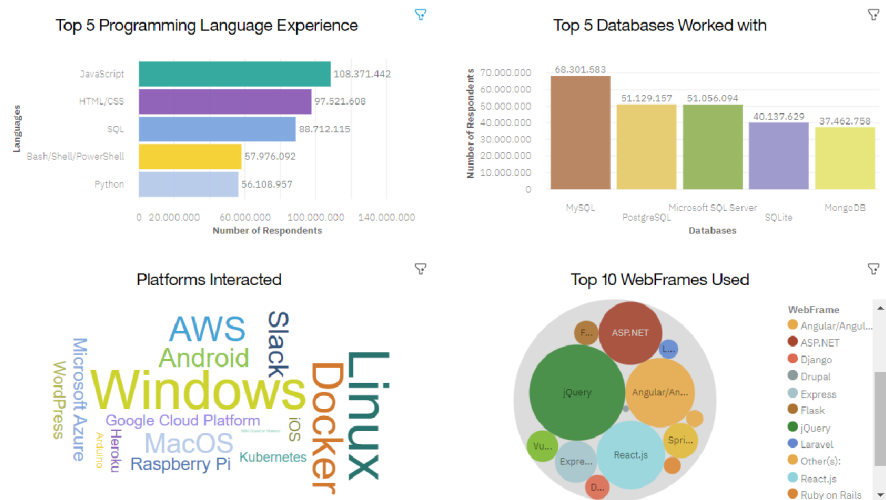 Top 5 Programming Language Experience
Languages
JavaScript
108.371.442
HTML/CSS
97.521.608
SQL
88.712.115
Bash/Shell/PowerShell
57.976.092
Python
56.108.957
0 20.000.000 60.000.000 100.000.000 140.000.000
Number of Respondents
Top 5 Databases Worked with
Number of Respondents
70.000.000
60.000.000
50.000.000
40.000.000
30.000.000
20.000.000
10.000.000
0
68.301.583
51.129.157
51.056.094
40.137.629
37.462.758
MySQL
PostgreSQL
Microsoft SQL Server
SQLite
MongoDB
Databases
Platforms Interacted
AWS
Slack
Android
Windows
Microsoft Azure
WordPress
Docker
Linux
Google Cloud Platform
iOS
MacOS
Heroku
Arduino
Raspberry Pi
Kubernetes
Top 10 WebFrames Used
F...
ASP.NET
L...
jQuery
Angular/An...
Vu...
Expre...
React.js
Spri...
D...
WebFrame
Angular/Angul...
ASP.NET
Django
Drupal
Express
Flask
jQuery
Laravel
Other(s):
React.js
Ruby on Rails